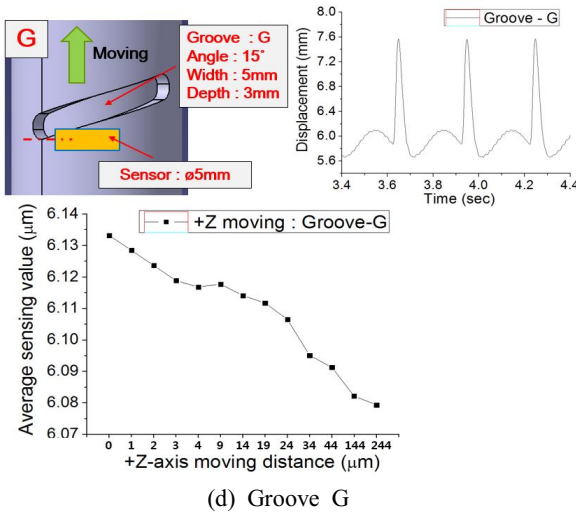 G
Moving
Groove : G
Angle : 15˚
Width : 5mm
Depth : 3mm
Sensor : ø5mm
Groove - G
Displacement (mm)
8.0
7.6
7.2
6.8
6.4
6.0
5.6
3.4 3.6 3.8 4.0 4.2 4.4
Time (sec)
+Z moving : Groove-G
Average sensing value (μm)
6.14
6.13
6.12
6.11
6.10
6.09
6.08
6.07
0 1 2 3 4 9 14 19 24 34 44 144 244
+Z-axis moving distance (μm)
(d) Groove G